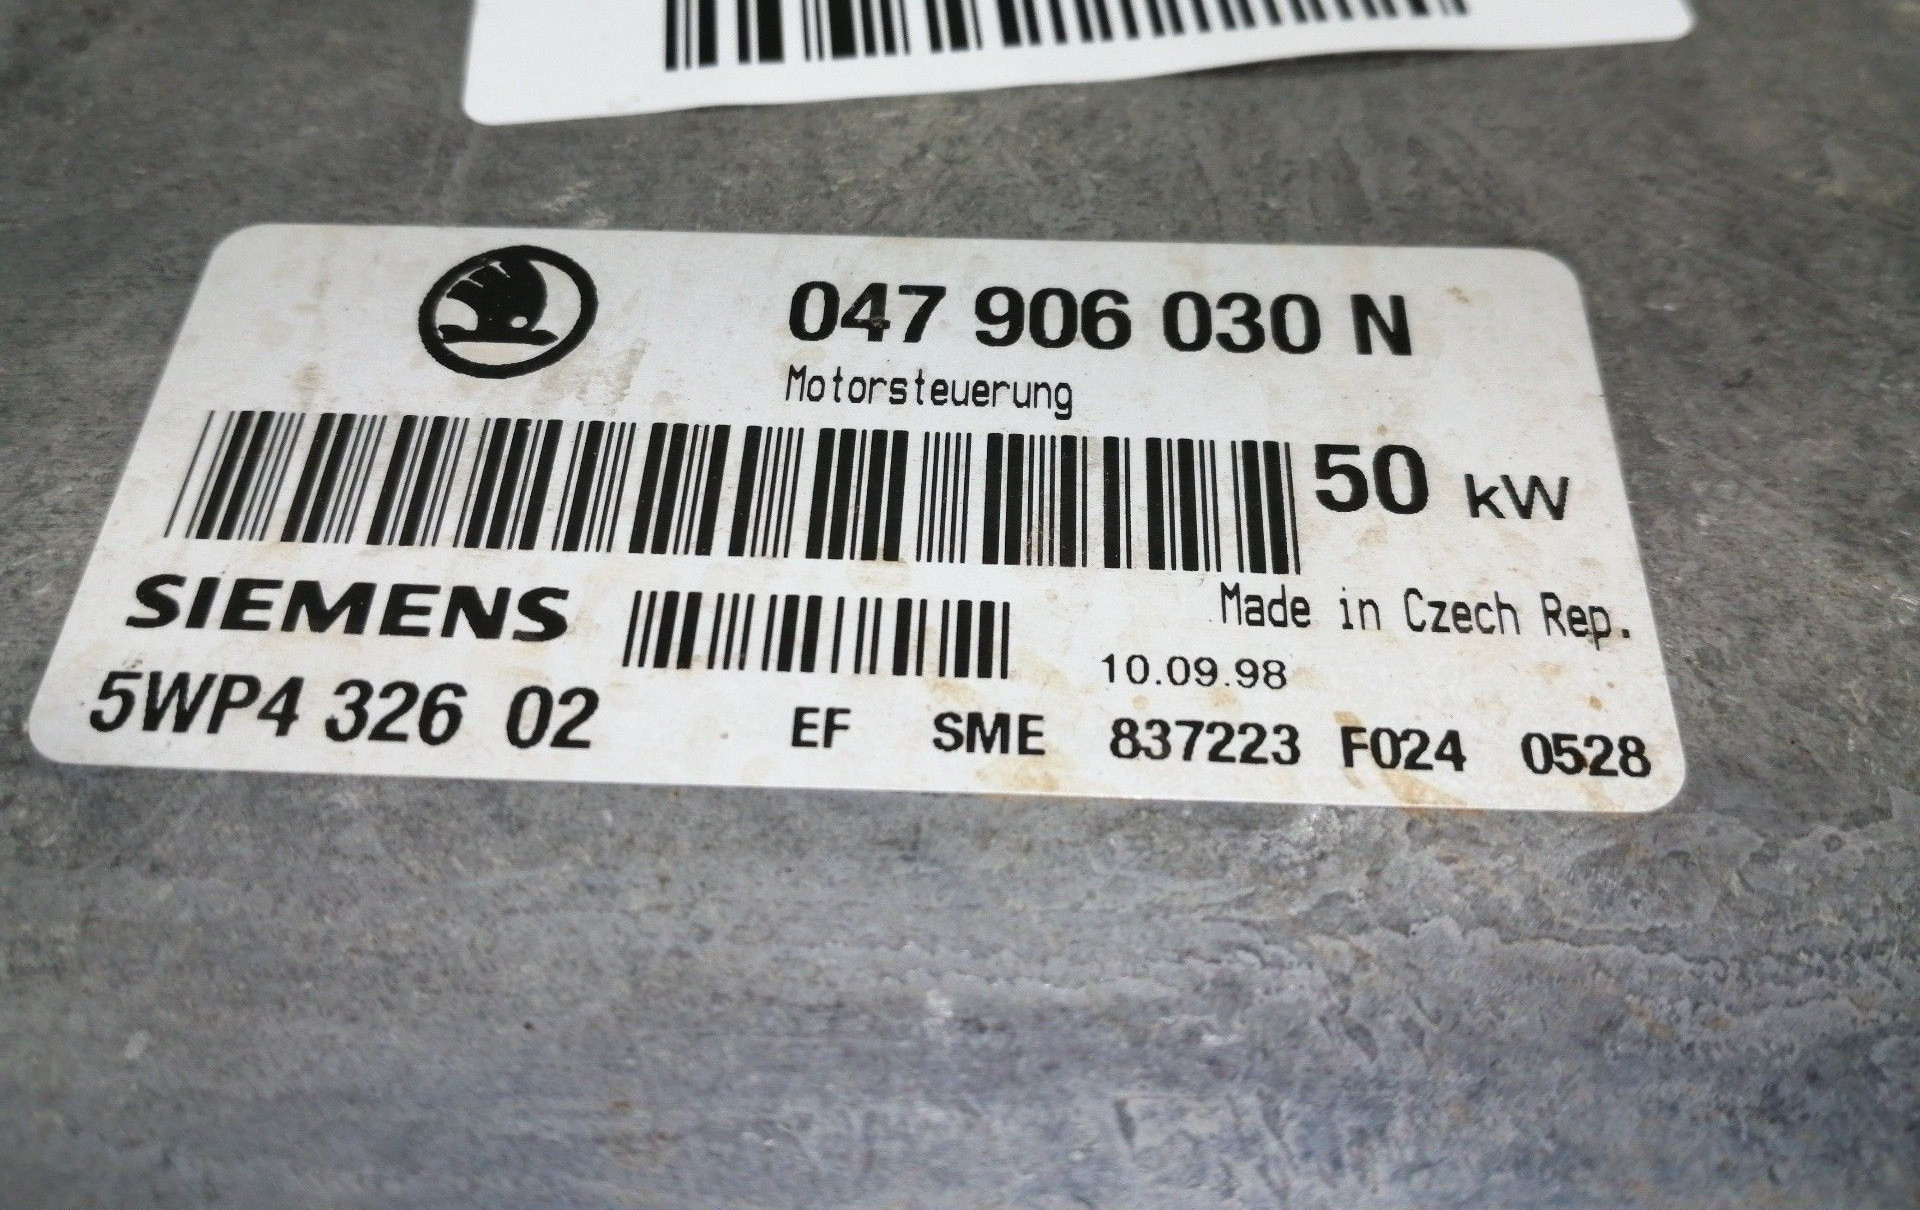 047 906 030 N
Motorsteuerung
50 kW
SIEMENS
Made in Czech Rep.
10.09.98
5WP4 326 02 EF SME 837223 F024 0528